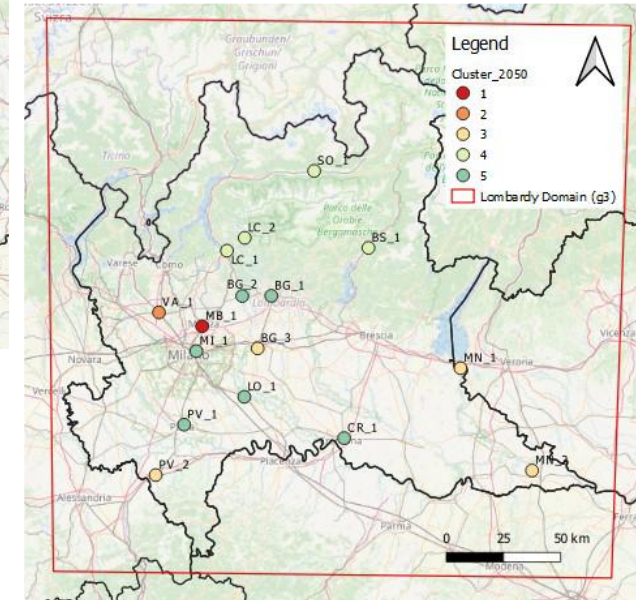 Svizra
Graubünden/
Grischun/
Grigioni
Legend
Cluster_2050
1
2
3
4
5
Lombardy Domain (g3)
Ticino
SO_1
Parco delle
Orobie
Bergamasche
LC_2
BS_1
LC_1
Varese
Como
BG_2
BG_1
Lombardia
VA_1
MB_1
MI_1
BG_3
Brescia
Vicenza
Novara
Milano
MN_1
Verona
LO_1
PV_1
CR_1
PV_2
Piacenza
Alessandria
Parma
0 25 50 km
Modena